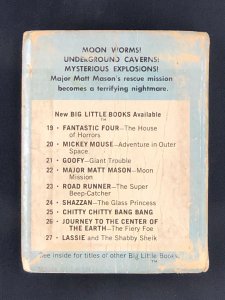 MOON WORMS!
UNDERGROUND CAVERNS!
MYSTERIOUS EXPLOSIONS!
Major Matt Mason's rescue mission
becomes a terrifying nightmare.
New BIG LITTLE BOOKS Available
TM
19 - FANTASTIC FOUR—The House
of Horrors
20 - MICKEY MOUSE—Adventure in Outer
Space
21 - GOOFY—Giant Trouble
22 - MAJOR MATT MASON—Moon
Mission
23 - ROAD RUNNER—The Super
Beep-Catcher
24 - SHAZZAN—The Glass Princess
25 - CHITTY CHITTY BANG BANG
26 - JOURNEY TO THE CENTER OF
THE EARTH—The Fiery Foe
27 - LASSIE and The Shabby Sheik
See inside for titles of other Big Little Books.
TM